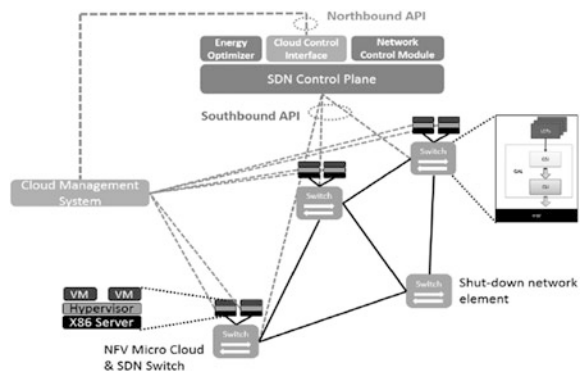 Northbound API
Energy
Optimizer
Cloud Control
Interface
Network
Control Module
SDN Control Plane
Southbound API
Switch
Cloud Management
System
Switch
VM
VM
Hypervisor
X86 Server
Switch
Shut-down network
element
Switch
NFV Micro Cloud
& SDN Switch
GAL